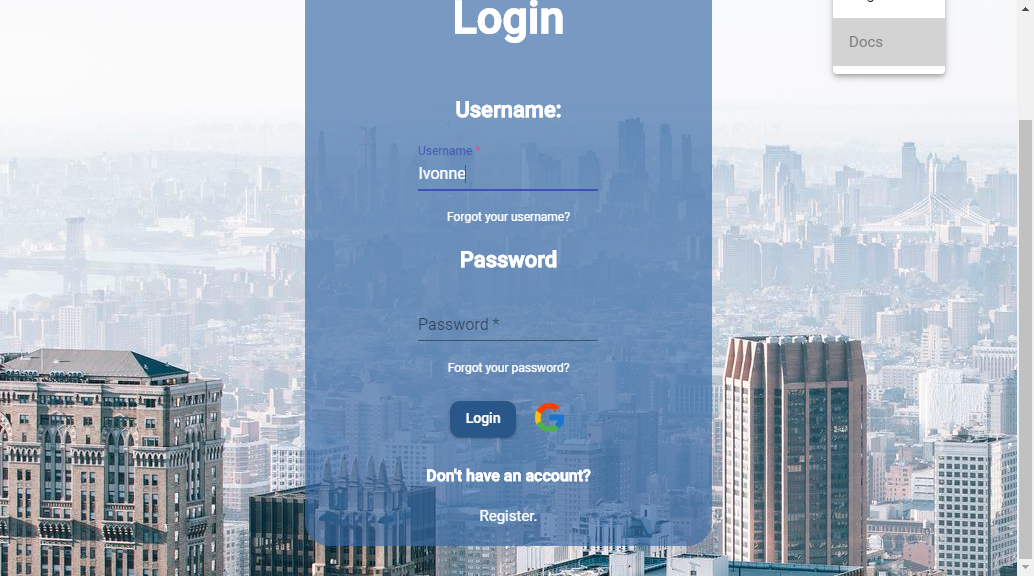 Login
Docs
Username:
Username *
Ivonne
Forgot your username?
Password
Password *
Forgot your password?
Login
Don't have an account?
Register.